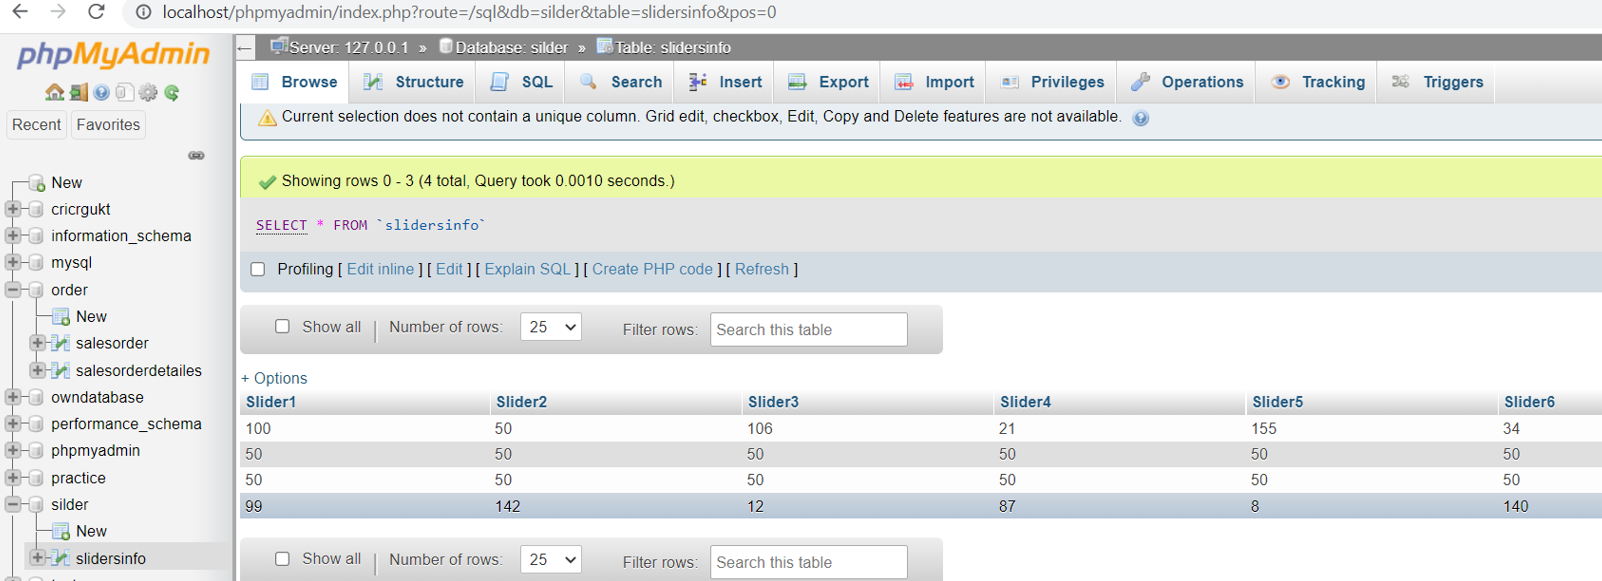 localhost/phpmyadmin/index.php?route=/sql&db=silder&table=slidersinfo&pos=0
phpMyAdmin
Recent Favorites
New
cricrgukt
information_schema
mysql
order
New
salesorder
salesorderdetailes
owndatabase
performance_schema
phpmyadmin
practice
silder
New
slidersinfo
Server: 127.0.0.1 » Database: silder » Table: slidersinfo
Browse Structure SQL Search Insert Export Import Privileges Operations Tracking Triggers
Current selection does not contain a unique column. Grid edit, checkbox, Edit, Copy and Delete features are not available.
Showing rows 0 - 3 (4 total, Query took 0.0010 seconds.)
SELECT * FROM `slidersinfo`
Profiling [ Edit inline ] [ Edit ] [ Explain SQL ] [ Create PHP code ] [ Refresh ]
Show all | Number of rows: 25 Filter rows: Search this table
+ Options
Slider1 Slider2 Slider3 Slider4 Slider5 Slider6
100 50 106 21 155 34
50 50 50 50 50 50
50 50 50 50 50 50
99 142 12 87 8 140
Show all | Number of rows: 25 Filter rows: Search this table